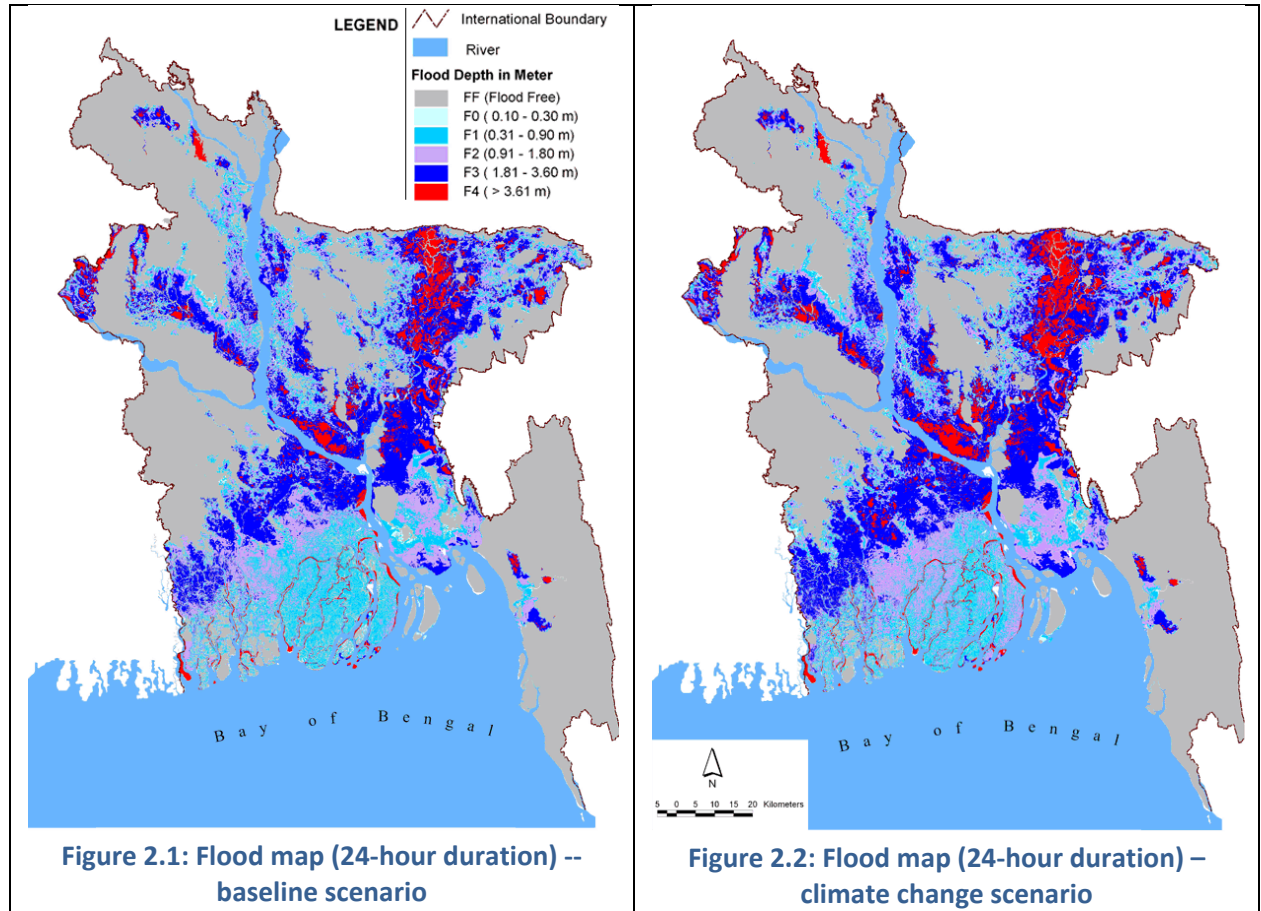 LEGEND
International Boundary
River
Flood Depth in Meter
FF (Flood Free)
F0 ( 0.10 - 0.30 m)
F1 (0.31 - 0.90 m)
F2 (0.91 - 1.80 m)
F3 ( 1.81 - 3.60 m)
F4 ( > 3.61 m)
Bay of Bengal
Figure 2.1: Flood map (24-hour duration) --
baseline scenario
Bay of Bengal
N
5 0 5 10 15 20 Kilometers
Figure 2.2: Flood map (24-hour duration) –
climate change scenario